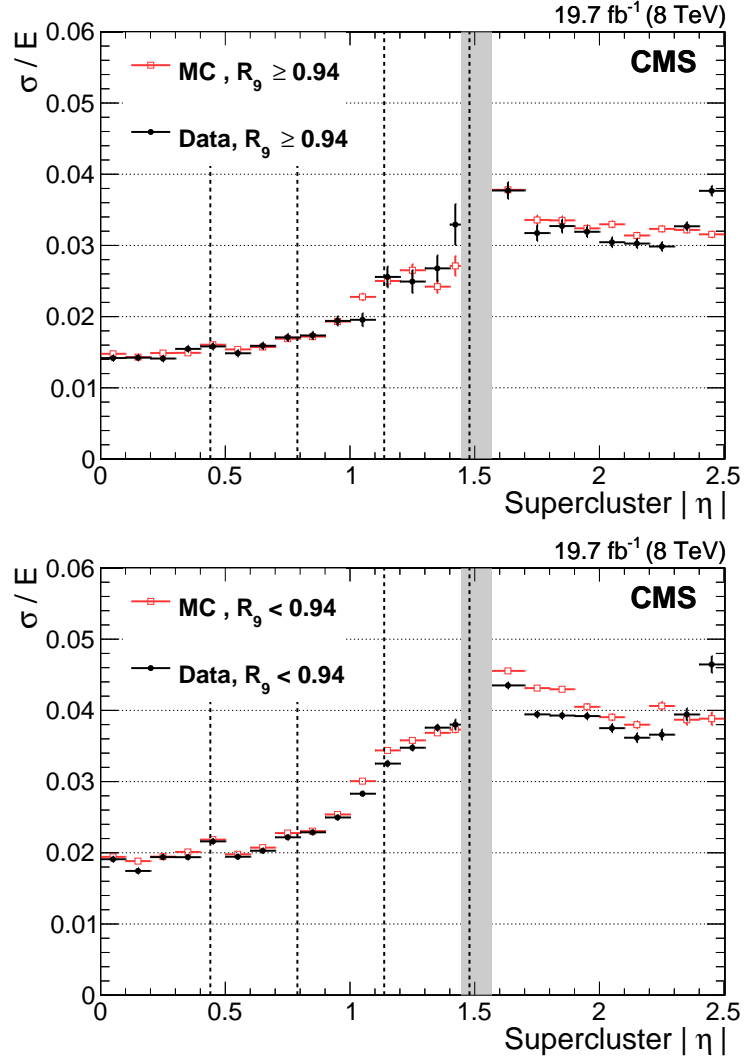 19.7 fb⁻¹ (8 TeV)
σ / E
0.06
0.05
0.04
0.03
0.02
0.01
0
MC , R₉ ≥ 0.94
Data, R₉ ≥ 0.94
CMS
0 0.5 1 1.5 2 2.5
Supercluster | η |
19.7 fb⁻¹ (8 TeV)
σ / E
0.06
0.05
0.04
0.03
0.02
0.01
0
MC , R₉ < 0.94
Data, R₉ < 0.94
CMS
0 0.5 1 1.5 2 2.5
Supercluster | η |